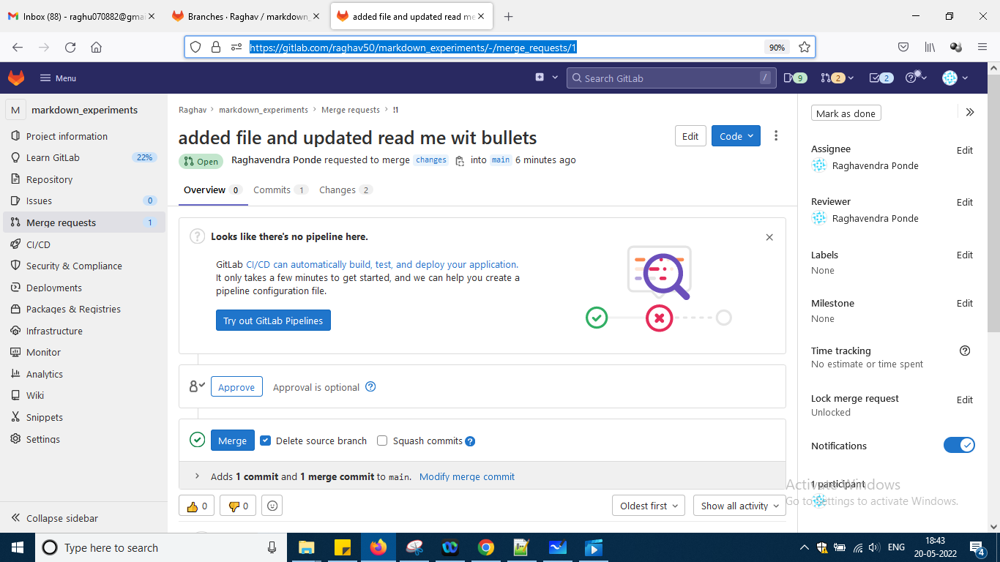 Inbox (88) - raghu070882@gmai
Branches · Raghav / markdown_
added file and updated read me
https://gitlab.com/raghav50/markdown_experiments/-/merge_requests/1
90%
Menu
Search GitLab
/
9
2
2
M
markdown_experiments
Project information
Learn GitLab
22%
Repository
Issues
0
Merge requests
1
CI/CD
Security & Compliance
Deployments
Packages & Registries
Infrastructure
Monitor
Analytics
Wiki
Snippets
Settings
Collapse sidebar
Raghav › markdown_experiments › Merge requests › !1
added file and updated read me wit bullets
Edit
Code
Open
Raghavendra Ponde requested to merge changes into main 6 minutes ago
Overview 0
Commits 1
Changes 2
Looks like there's no pipeline here.
GitLab CI/CD can automatically build, test, and deploy your application.
It only takes a few minutes to get started, and we can help you create a
pipeline configuration file.
Try out GitLab Pipelines
Approve
Approval is optional
Merge
Delete source branch
Squash commits
Adds 1 commit and 1 merge commit to main. Modify merge commit
0
0
Oldest first
Show all activity
Mark as done
Assignee
Edit
Raghavendra Ponde
Reviewer
Edit
Raghavendra Ponde
Labels
Edit
None
Milestone
Edit
None
Time tracking
No estimate or time spent
Lock merge request
Edit
Unlocked
Notifications
1 participant
Activate Windows
Go to Settings to activate Windows.
Type here to search
ENG
18:43
20-05-2022
4